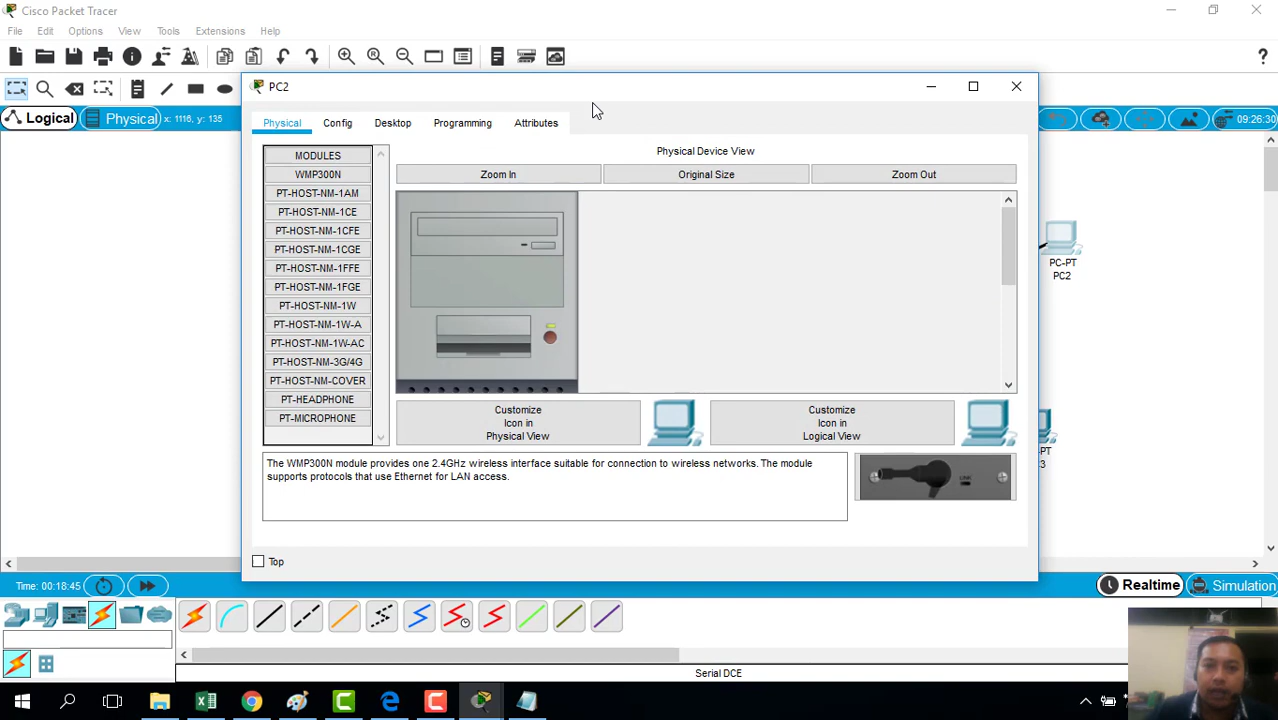 Cisco Packet Tracer
File Edit Options View Tools Extensions Help
Logical
Physical
x: 1116, y: 135
09:26:30
PC2
Physical Config Desktop Programming Attributes
MODULES
WMP300N
PT-HOST-NM-1AM
PT-HOST-NM-1CE
PT-HOST-NM-1CFE
PT-HOST-NM-1CGE
PT-HOST-NM-1FFE
PT-HOST-NM-1FGE
PT-HOST-NM-1W
PT-HOST-NM-1W-A
PT-HOST-NM-1W-AC
PT-HOST-NM-3G/4G
PT-HOST-NM-COVER
PT-HEADPHONE
PT-MICROPHONE
Physical Device View
Zoom In
Original Size
Zoom Out
Customize
Icon in
Physical View
Customize
Icon in
Logical View
The WMP300N module provides one 2.4GHz wireless interface suitable for connection to wireless networks. The module
supports protocols that use Ethernet for LAN access.
LINK
Top
PC-PT
PC2
-PT
3
Time: 00:18:45
Realtime
Simulation
Serial DCE